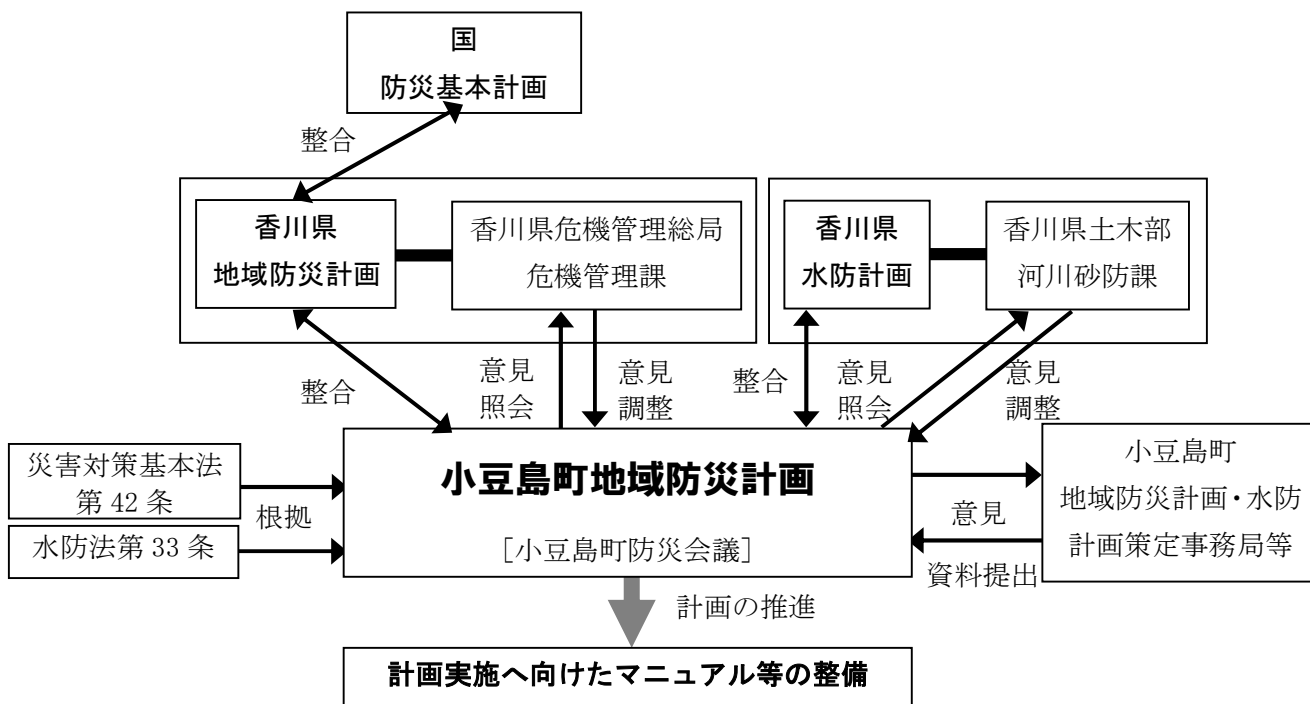 国
防災基本計画
整合
香川県
地域防災計画
香川県危機管理総局
危機管理課
香川県
水防計画
香川県土木部
河川砂防課
整合
意見
照会
意見
調整
整合
意見
照会
意見
調整
災害対策基本法
第 42 条
水防法第 33 条
根拠
小豆島町地域防災計画
［小豆島町防災会議］
意見
資料提出
小豆島町
地域防災計画・水防
計画策定事務局等
計画の推進
計画実施へ向けたマニュアル等の整備